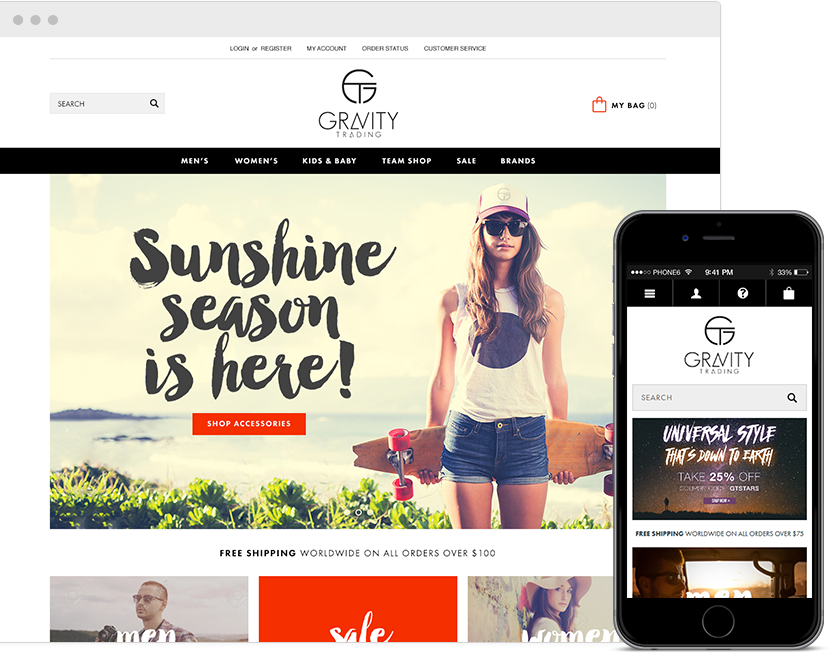 LOGIN or REGISTER MY ACCOUNT ORDER STATUS CUSTOMER SERVICE
SEARCH
GT
GRAVITY
TRADING
MY BAG (0)
MEN'S WOMEN'S KIDS & BABY TEAM SHOP SALE BRANDS
Sunshine
season
is here!
SHOP ACCESSORIES
FREE SHIPPING WORLDWIDE ON ALL ORDERS OVER $100
men
sale
women
PHONE6 9:41 PM 33%
?
GRAVITY
TRADING
SEARCH
UNIVERSAL STYLE
THAT'S DOWN TO EARTH
TAKE 25% OFF
COUPON CODE: GTSTARS
SHOP NOW >
FREE SHIPPING WORLDWIDE ON ALL ORDERS OVER $75
men